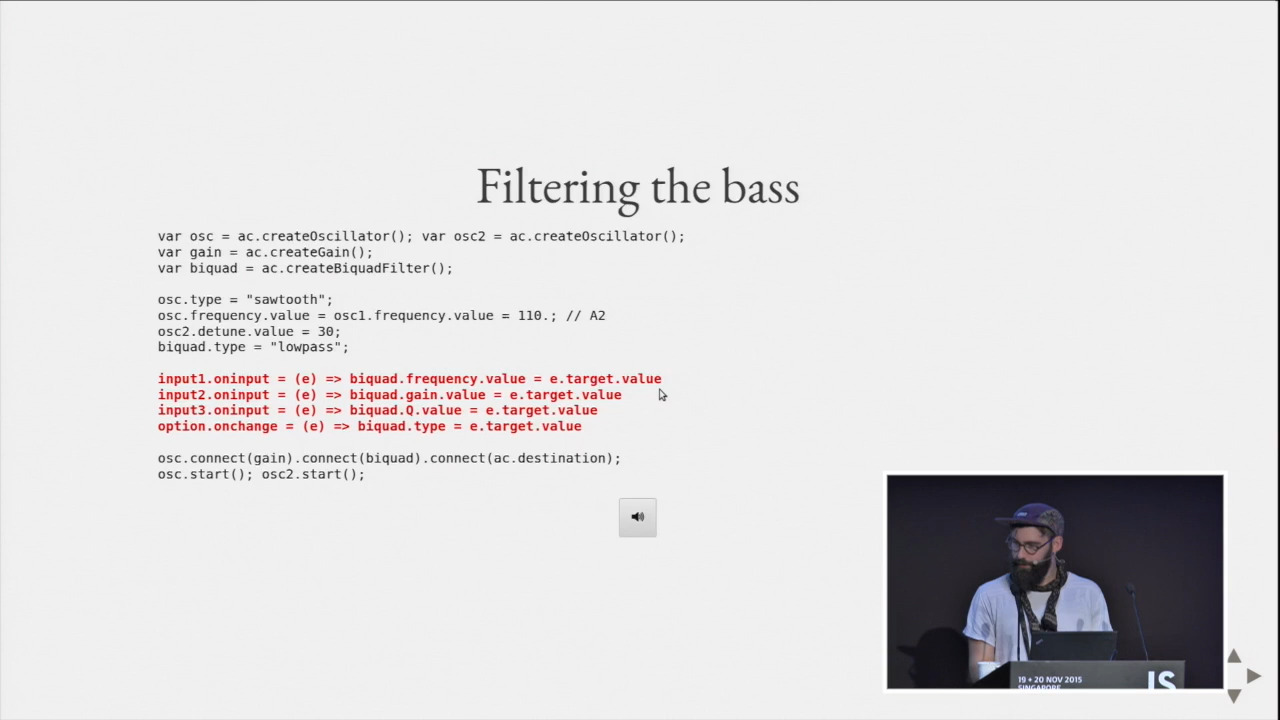 Filtering the bass
var osc = ac.createOscillator(); var osc2 = ac.createOscillator();
var gain = ac.createGain();
var biquad = ac.createBiquadFilter();
osc.type = "sawtooth";
osc.frequency.value = osc1.frequency.value = 110.; // A2
osc2.detune.value = 30;
biquad.type = "lowpass";
input1.oninput = (e) => biquad.frequency.value = e.target.value
input2.oninput = (e) => biquad.gain.value = e.target.value
input3.oninput = (e) => biquad.Q.value = e.target.value
option.onchange = (e) => biquad.type = e.target.value
osc.connect(gain).connect(biquad).connect(ac.destination);
osc.start(); osc2.start();
19 + 20 NOV 2015
SINGAPORE
JS